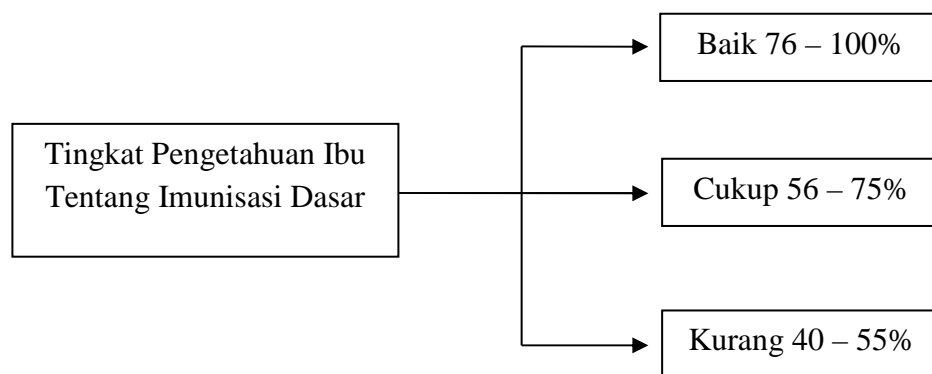 Baik 76 – 100%
Tingkat Pengetahuan Ibu
Tentang Imunisasi Dasar
Cukup 56 – 75%
Kurang 40 – 55%